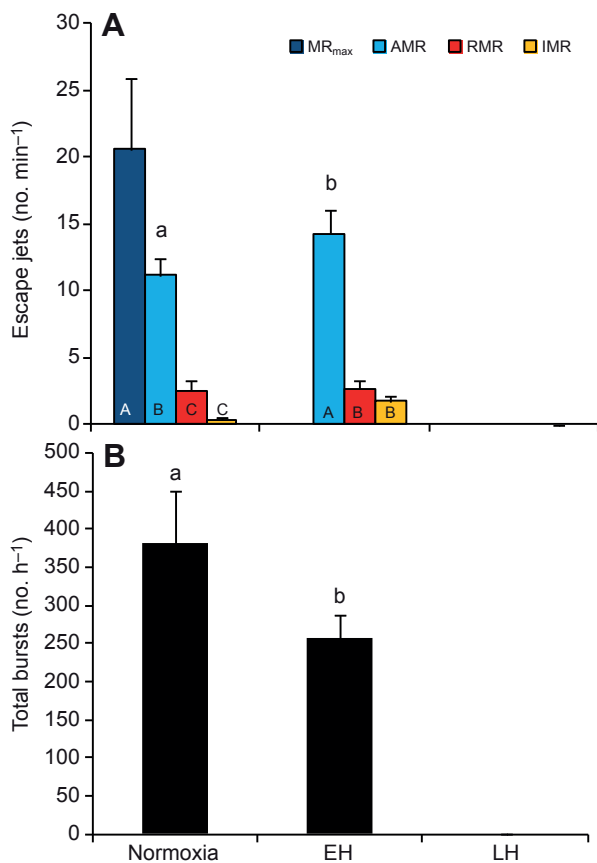 A
MRmax AMR RMR IMR
Escape jets (no. min–1)
30
25
20
15
10
5
0
a
b
A B C C
A B B
B
Total bursts (no. h–1)
500
450
400
350
300
250
200
150
100
50
0
a
b
Normoxia EH LH